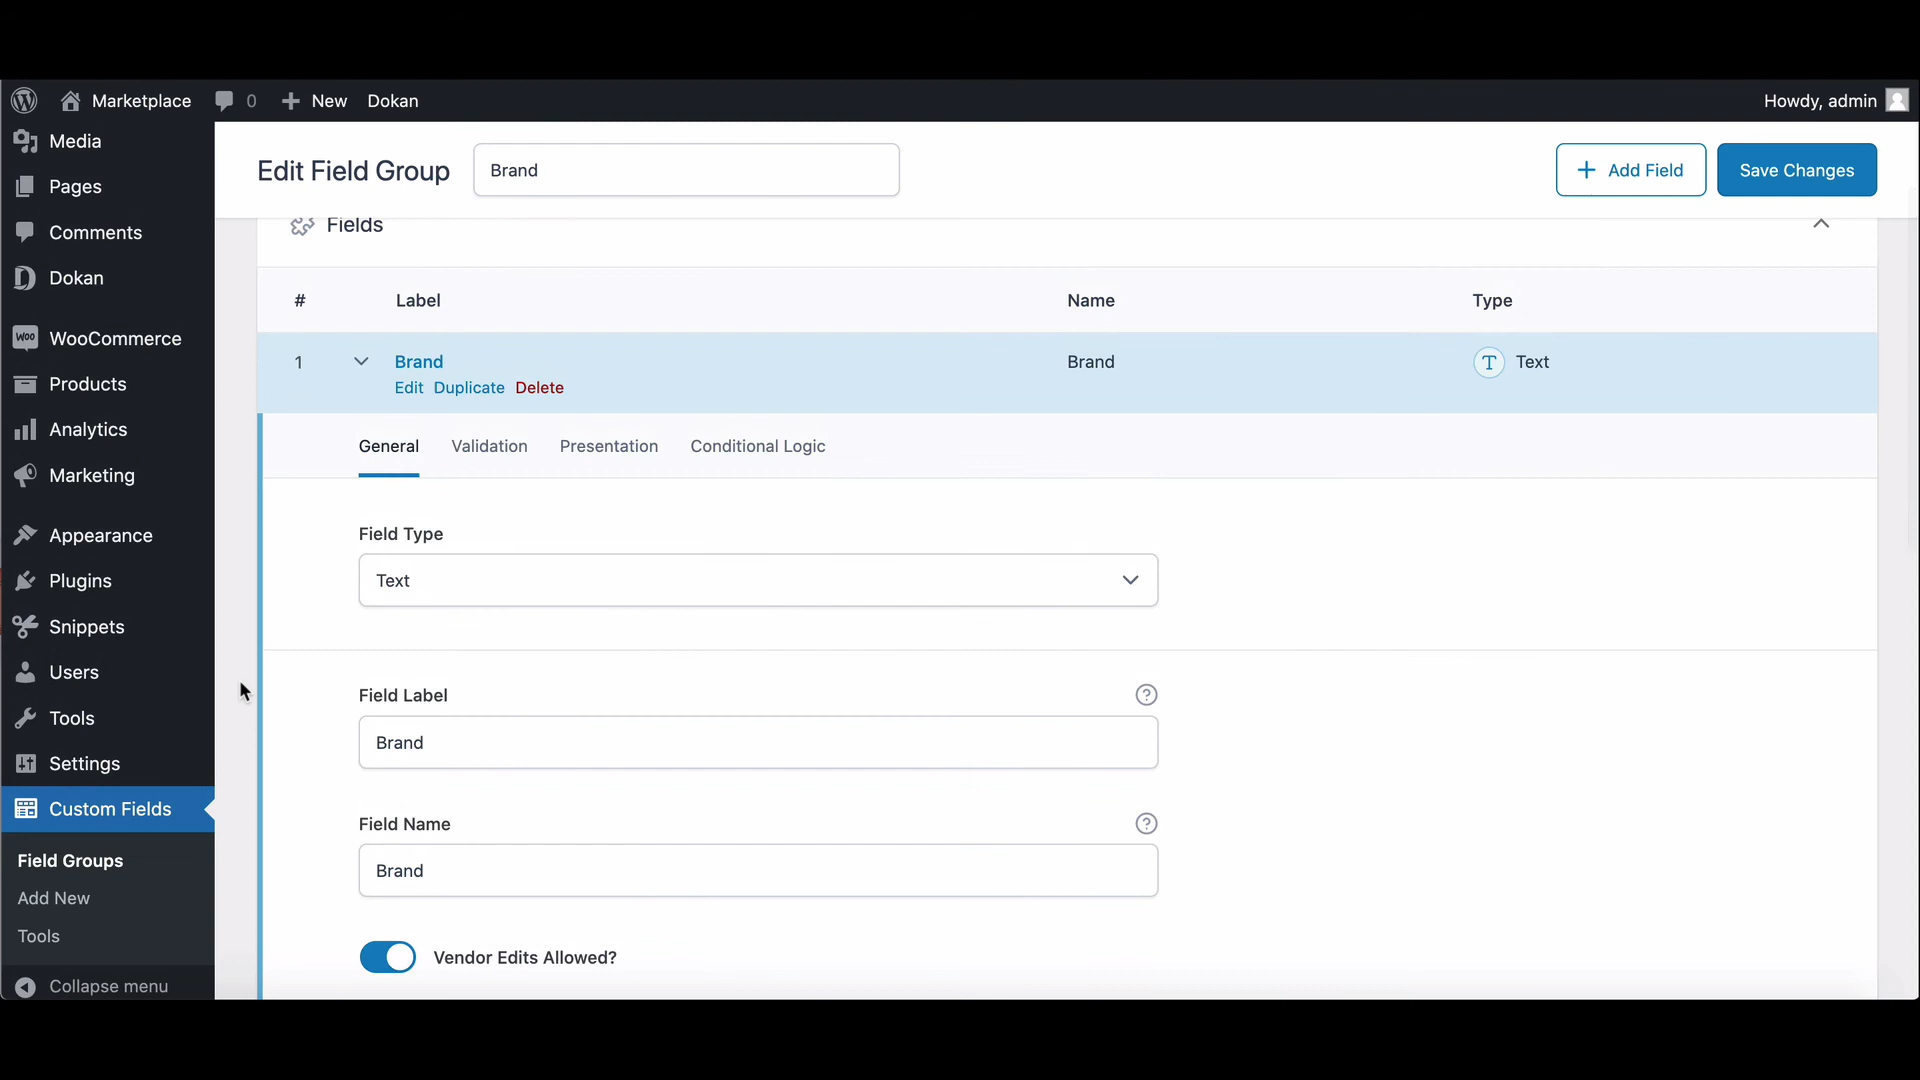 Marketplace 0 New Dokan Howdy, admin
Media
Pages
Comments
Dokan
WOO WooCommerce
Products
Analytics
Marketing
Appearance
Plugins
Snippets
Users
Tools
Settings
Custom Fields
Field Groups
Add New
Tools
Collapse menu
Edit Field Group Brand + Add Field Save Changes
Fields
# Label Name Type
1 Brand Brand T Text
Edit Duplicate Delete
General Validation Presentation Conditional Logic
Field Type
Text
Field Label ?
Brand
Field Name ?
Brand
Vendor Edits Allowed?